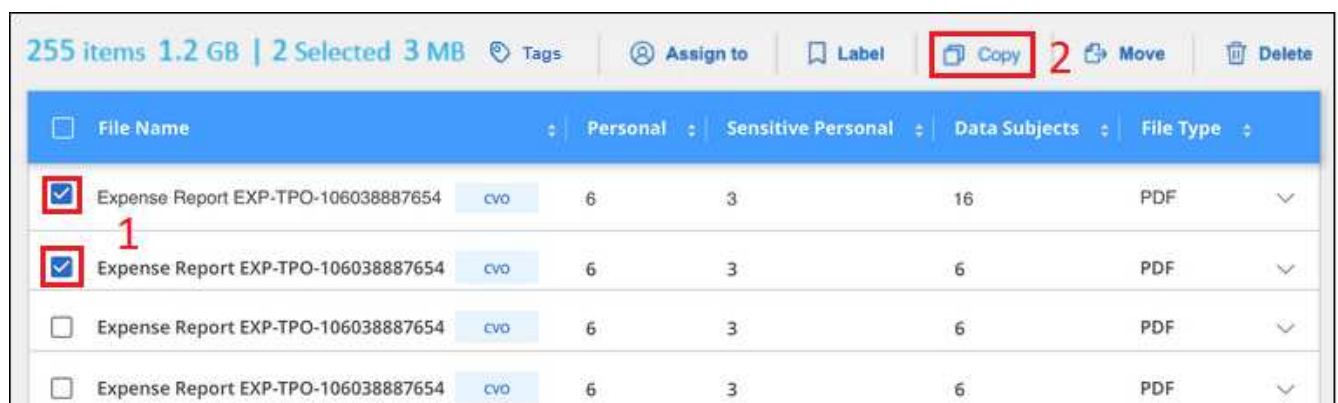 255 items 1.2 GB | 2 Selected 3 MB Tags Assign to Label Copy 2 Move Delete
File Name Personal Sensitive Personal Data Subjects File Type
Expense Report EXP-TPO-106038887654 CVO 6 3 16 PDF
1
Expense Report EXP-TPO-106038887654 CVO 6 3 6 PDF
Expense Report EXP-TPO-106038887654 CVO 6 3 6 PDF
Expense Report EXP-TPO-106038887654 CVO 6 3 6 PDF